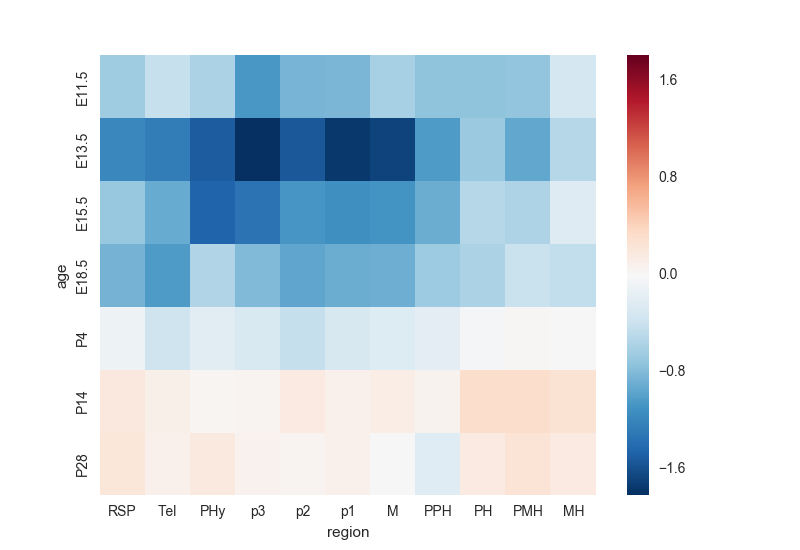 age
E11.5
E13.5
E15.5
E18.5
P4
P14
P28
RSP Tel PHy p3 p2 p1 M PPH PH PMH MH
region
1.6
0.8
0.0
−0.8
−1.6